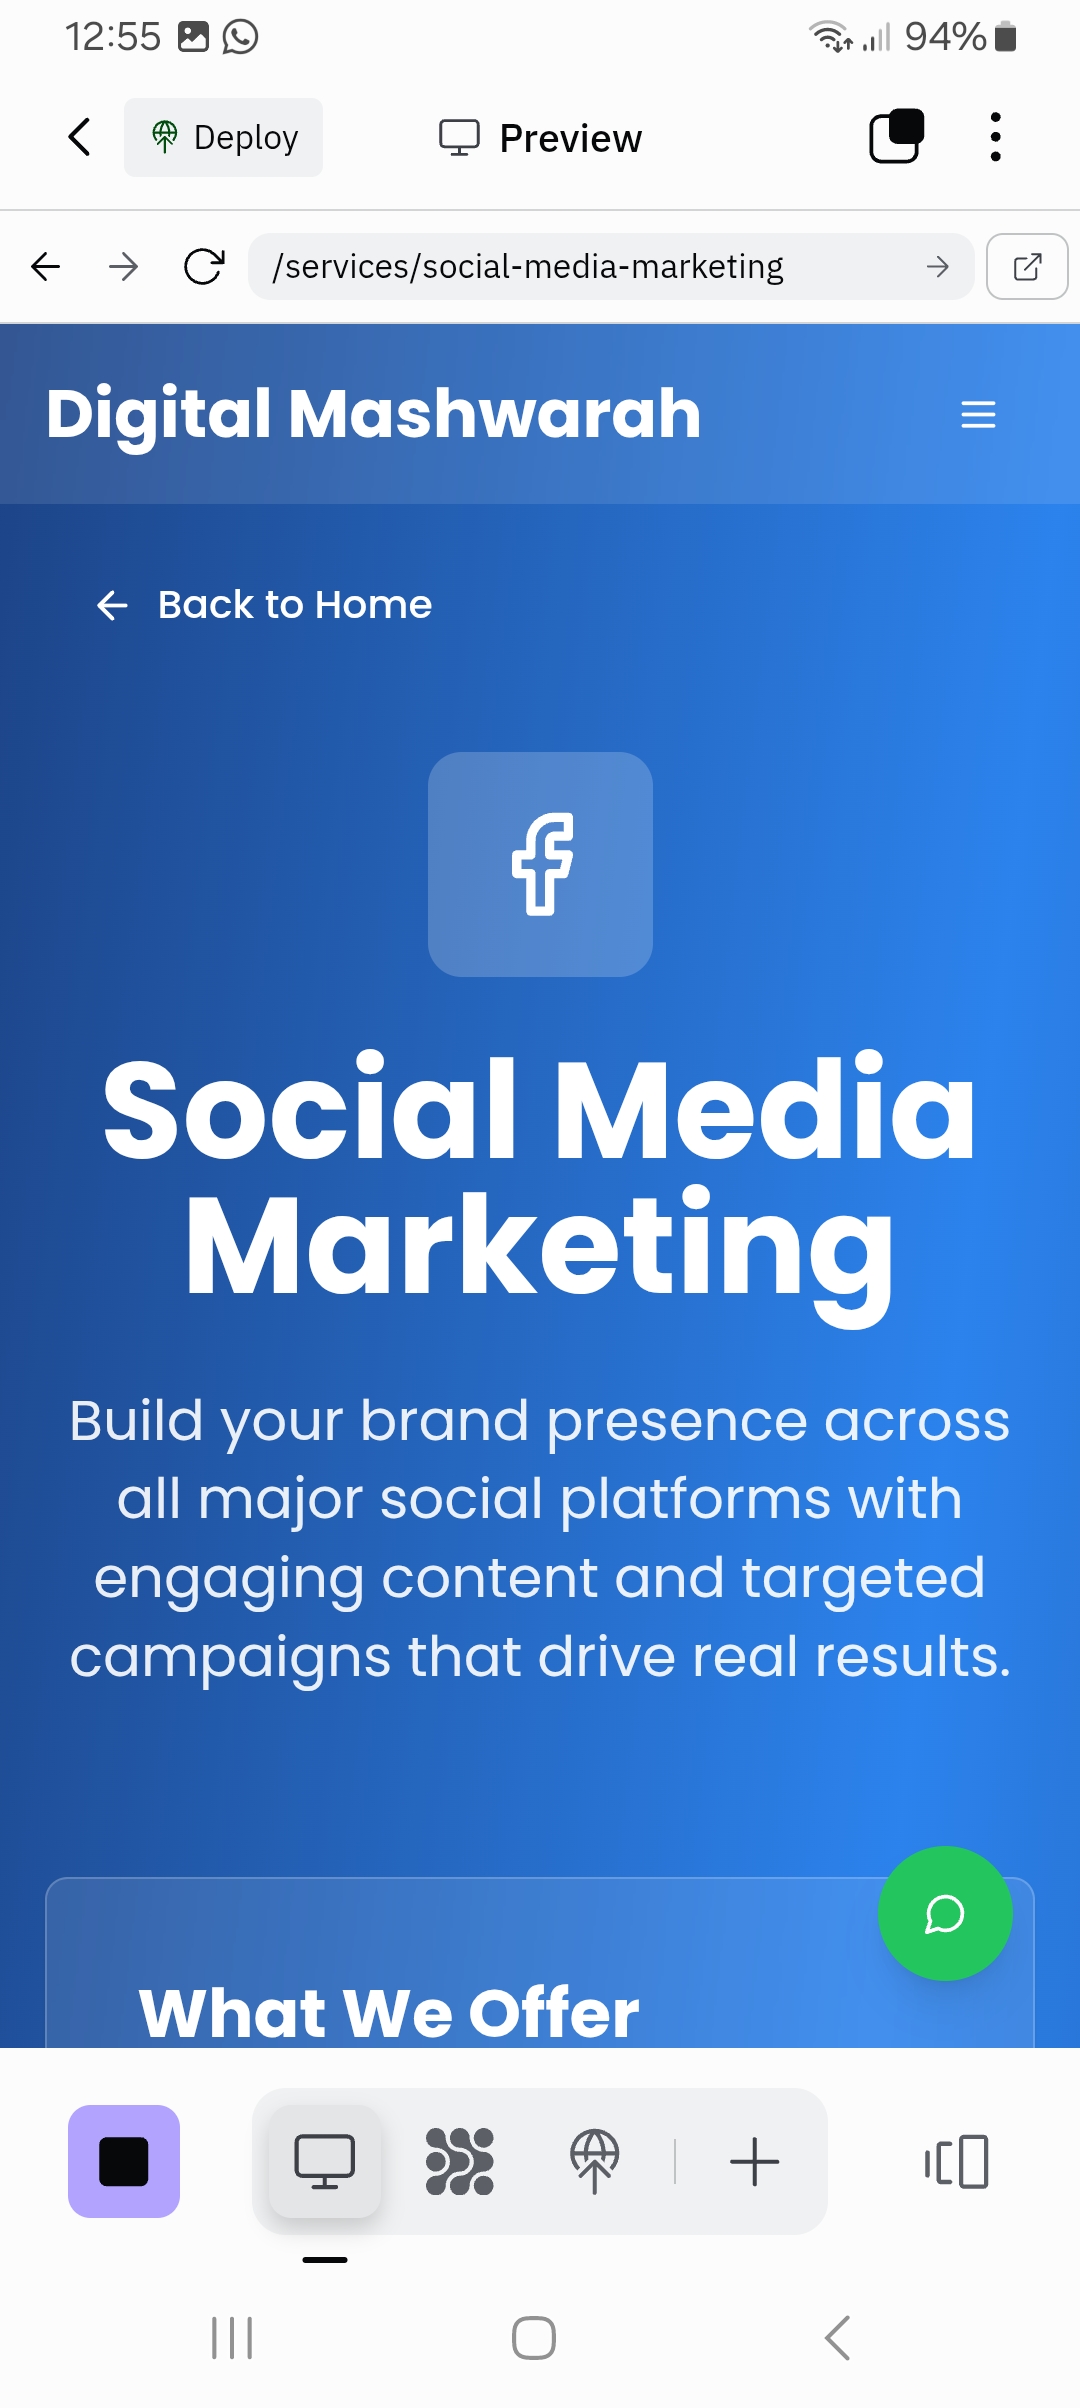 12:55
94%
Deploy
Preview
/services/social-media-marketing
Digital Mashwarah
Back to Home
Social Media
Marketing
Build your brand presence across
all major social platforms with
engaging content and targeted
campaigns that drive real results.
What We Offer